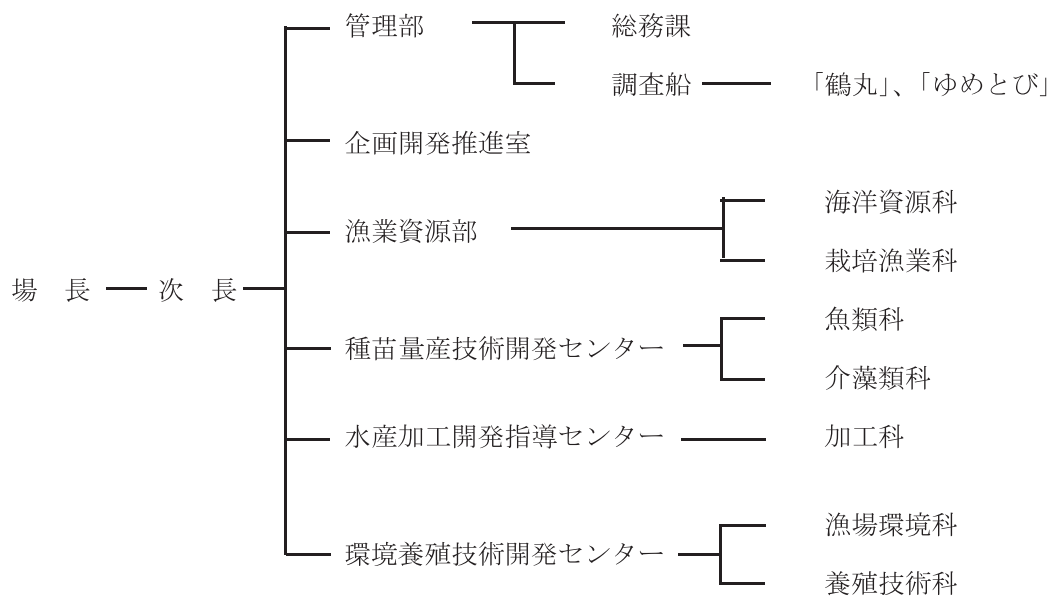 管理部 総務課
調査船 「鶴丸」、「ゆめとび」
企画開発推進室
海洋資源科
漁業資源部
栽培漁業科
場 長 次 長
魚類科
種苗量産技術開発センター
介藻類科
水産加工開発指導センター 加工科
漁場環境科
環境養殖技術開発センター
養殖技術科